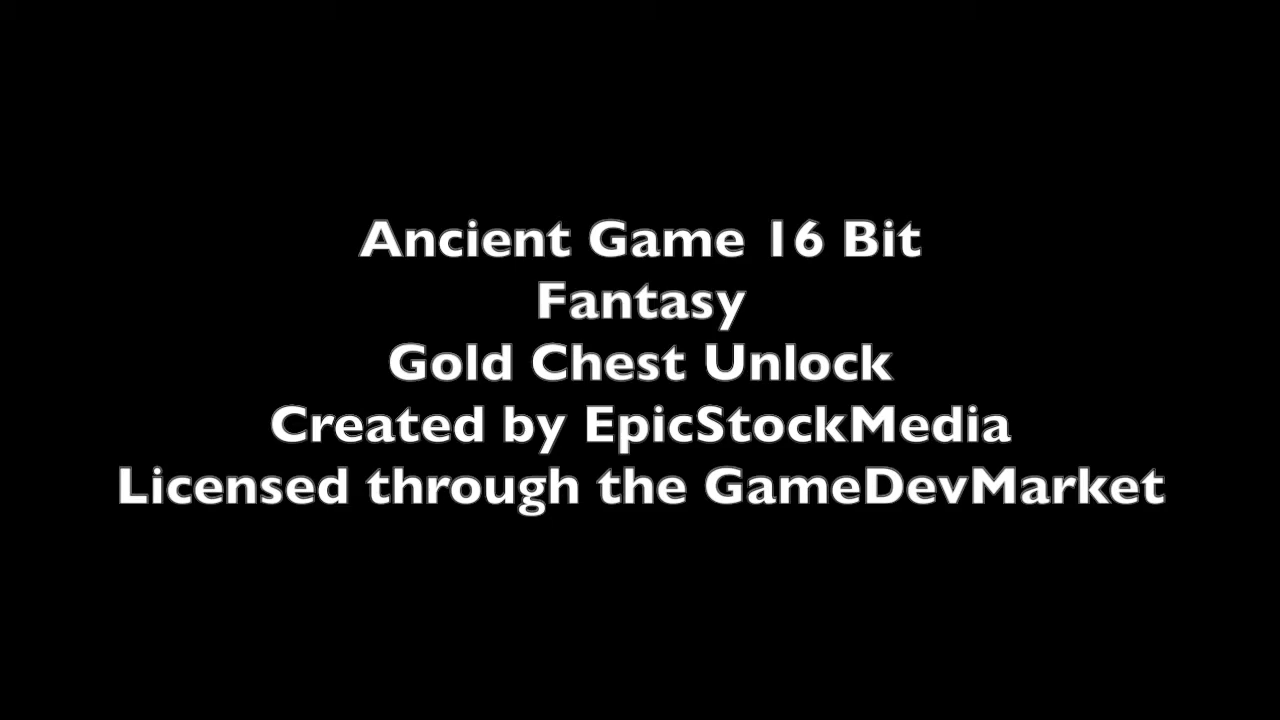 Ancient Game 16 Bit
Fantasy
Gold Chest Unlock
Created by EpicStockMedia
Licensed through the GameDevMarket